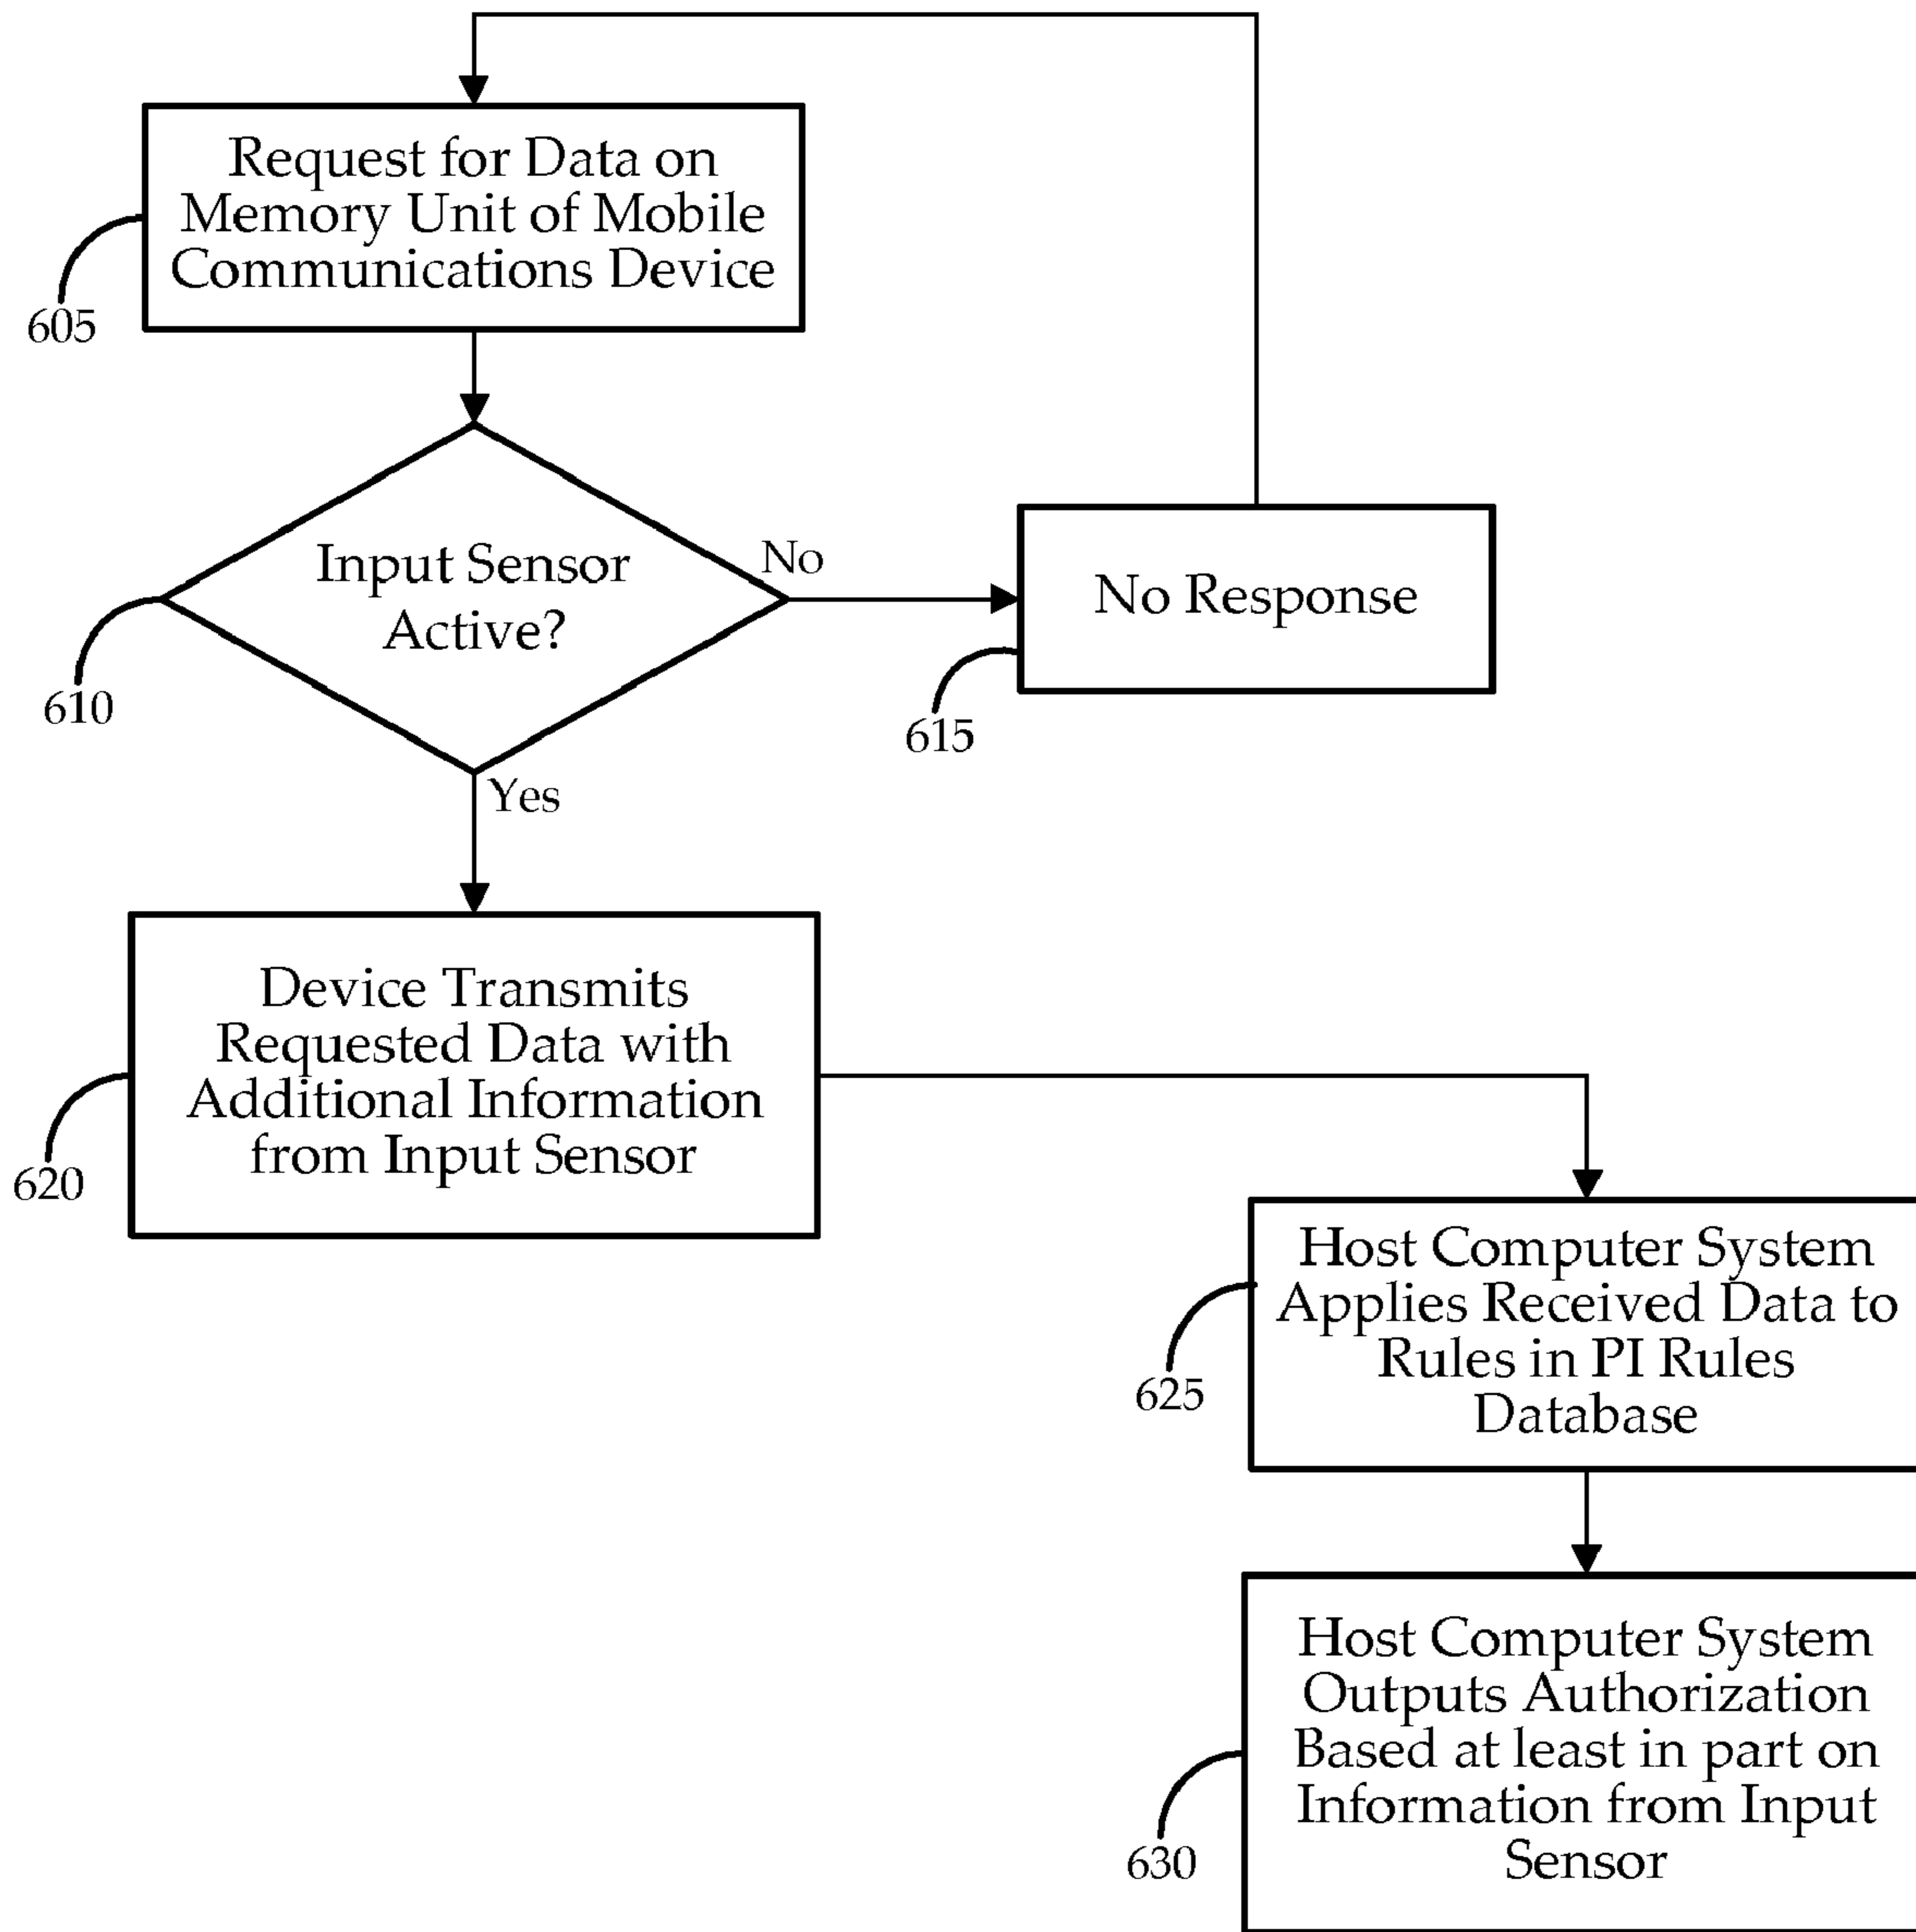 Request for Data on
Memory Unit of Mobile
Communications Device
605
Input Sensor
Active?
No
610
No Response
615
Yes
Device Transmits
Requested Data with
Additional Information
from Input Sensor
620
Host Computer System
Applies Received Data to
Rules in PI Rules
Database
625
Host Computer System
Outputs Authorization
Based at least in part on
Information from Input
Sensor
630